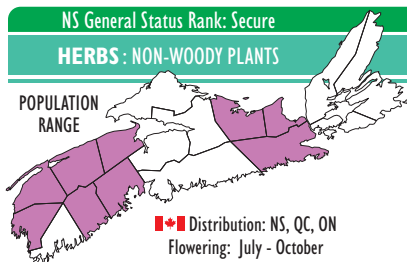 NS General Status Rank: Secure
HERBS : NON-WOODY PLANTS
POPULATION
RANGE
Distribution: NS, QC, ON
Flowering: July - October